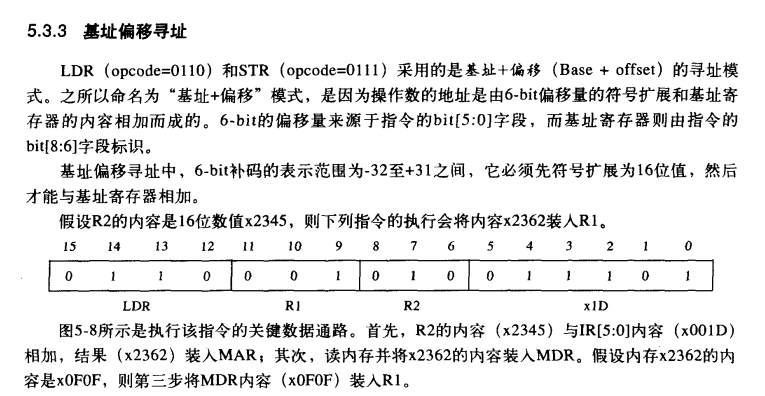 5.3.3 基址偏移寻址
LDR（opcode=0110）和STR（opcode=0111）采用的是基址+偏移（Base + offset）的寻址模
式。之所以命名为“基址+偏移”模式，是因为操作数的地址是由6-bit偏移量的符号扩展和基址寄
存器的内容相加而成的。6-bit的偏移量来源于指令的bit[5:0]字段，而基址寄存器则由指令的
bit[8:6]字段标识。
基址偏移寻址中，6-bit补码的表示范围为-32至+31之间，它必须先符号扩展为16位值，然后
才能与基址寄存器相加。
假设R2的内容是16位数值x2345，则下列指令的执行会将内容x2362装入R1。
15 14 13 12 11 10 9 8 7 6 5 4 3 2 1 0
0 1 1 0 0 0 1 0 1 0 0 1 1 1 0 1
LDR R1 R2 x1D
图5-8所示是执行该指令的关键数据通路。首先，R2的内容（x2345）与IR[5:0]内容（x001D）
相加，结果（x2362）装入MAR；其次，读内存并将x2362的内容装入MDR。假设内存x2362的内
容是x0F0F，则第三步将MDR内容（x0F0F）装入R1。